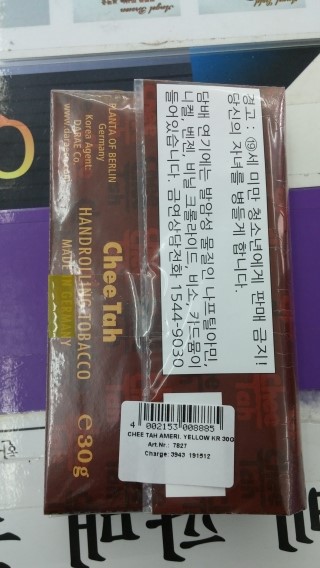 경고 : ⑲세 미만 청소년에게 판매 금지!
당신의 자녀를 병들게 합니다.
담배 연기에는 발암성 물질인 나프틸아민,
니켈, 벤젠, 비닐 크롤라이드, 비소, 카드뮴이
들어있습니다. 금연상담전화 1544-9030
PLANTA OF BERLIN
Germany
Korea Agent:
DARAE Co.
Chee Tah
HANDROLLING TOBACCO
MADE IN GERMANY
e30g
4 002153 008885
CHEE TAH AMERI. YELLOW KR 30G
Art.Nr.: 7827
Charge: 3943 191512